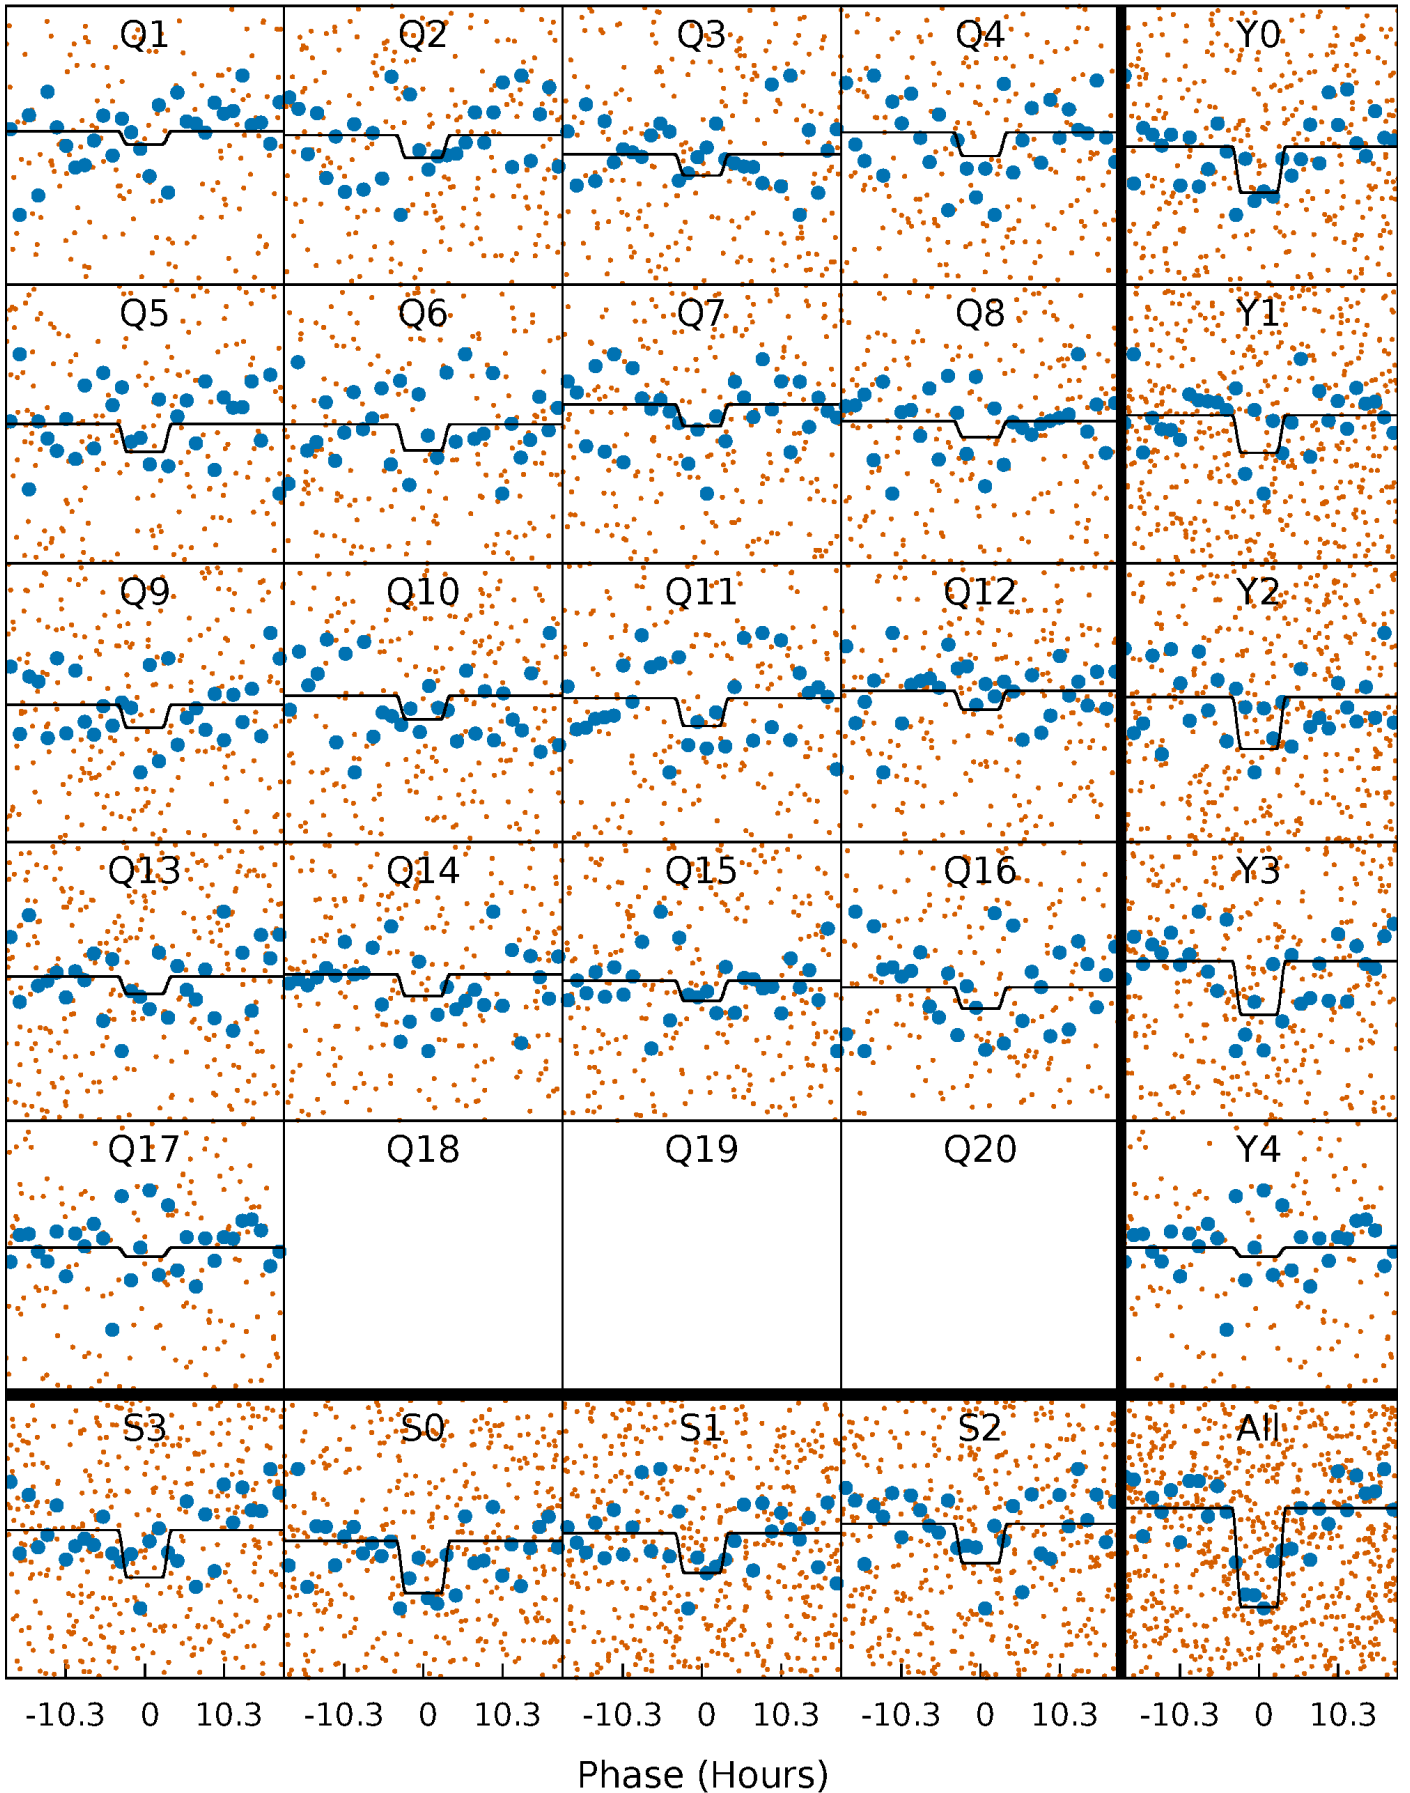 Q1 Q2 Q3 Q4 Y0
Q5 Q6 Q7 Q8 Y1
Q9 Q10 Q11 Q12 Y2
Q13 Q14 Q15 Q16 Y3
Q17 Q18 Q19 Q20 Y4
S3 S0 S1 S2 All
-10.3 0 10.3 -10.3 0 10.3 -10.3 0 10.3 -10.3 0 10.3 -10.3 0 10.3
Phase (Hours)